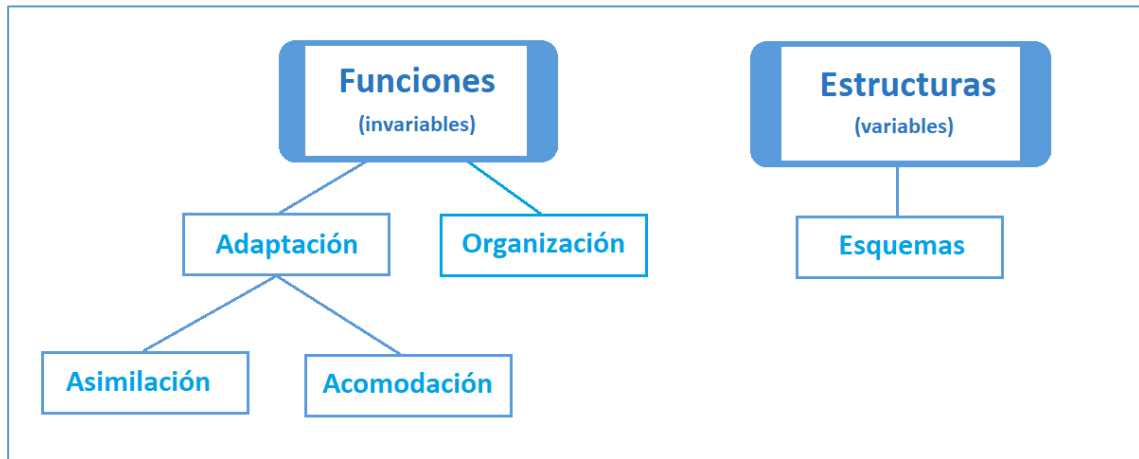 Funciones
(invariables)
Estructuras
(variables)
Adaptación
Organización
Esquemas
Asimilación
Acomodación